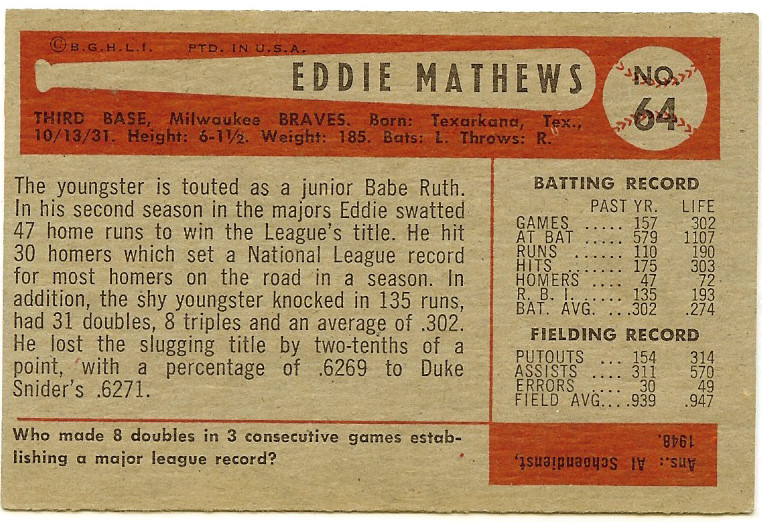 © B.G.H.L.I. PTD. IN U.S.A.
EDDIE MATHEWS
NO.
64
THIRD BASE, Milwaukee BRAVES. Born: Texarkana, Tex.,
10/13/31. Height: 6-11½. Weight: 185. Bats: L. Throws: R.
The youngster is touted as a junior Babe Ruth.
In his second season in the majors Eddie swatted
47 home runs to win the League's title. He hit
30 homers which set a National League record
for most homers on the road in a season. In
addition, the shy youngster knocked in 135 runs,
had 31 doubles, 8 triples and an average of .302.
He lost the slugging title by two-tenths of a
point, with a percentage of .6269 to Duke
Snider's .6271.
BATTING RECORD
PAST YR. LIFE
GAMES ..... 157 302
AT BAT ..... 579 1107
RUNS ..... 110 190
HITS ..... 175 303
HOMERS .... 47 72
R. B. I. ..... 135 193
BAT. AVG. ... .302 .274
FIELDING RECORD
PUTOUTS .... 154 314
ASSISTS .... 311 570
ERRORS .... 30 49
FIELD AVG.....939 .947
Who made 8 doubles in 3 consecutive games estab-
lishing a major league record?
Ans.: Al Schoendienst,
1948.